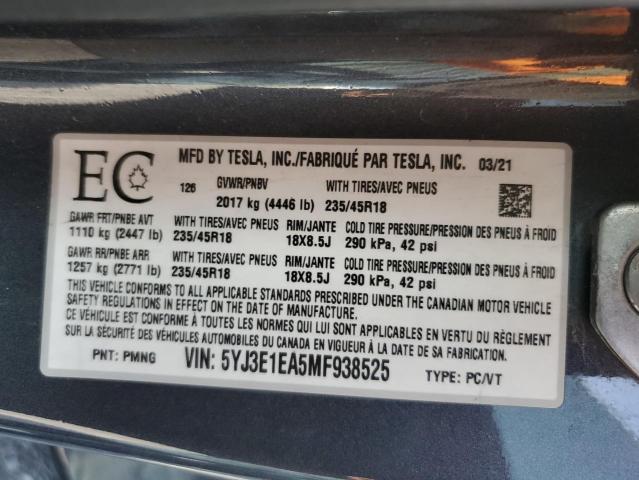 EC MFD BY TESLA, INC./FABRIQUÉ PAR TESLA, INC. 03/21
126 GVWR/PNBV WITH TIRES/AVEC PNEUS
2017 kg (4446 lb) 235/45R18
GAWR FRT/PNBE AVT WITH TIRES/AVEC PNEUS RIM/JANTE COLD TIRE PRESSURE/PRESSION DES PNEUS À FROID
1110 kg (2447 lb) 235/45R18 18X8.5J 290 kPa, 42 psi
GAWR RR/PNBE ARR WITH TIRES/AVEC PNEUS RIM/JANTE COLD TIRE PRESSURE/PRESSION DES PNEUS À FROID
1257 kg (2771 lb) 235/45R18 18X8.5J 290 kPa, 42 psi
THIS VEHICLE CONFORMS TO ALL APPLICABLE STANDARDS PRESCRIBED UNDER THE CANADIAN MOTOR VEHICLE
SAFETY REGULATIONS IN EFFECT ON THE DATE OF MANUFACTURE.
CE VÉHICULE EST CONFORME À TOUTES LES NORMES QUI LUI SONT APPLICABLES EN VERTU DU RÈGLEMENT
SUR LA SÉCURITÉ DES VÉHICULES AUTOMOBILES DU CANADA EN VIGUEUR À LA DATE DE SA FABRICATION.
PNT: PMNG VIN: 5YJ3E1EA5MF938525 TYPE: PC/VT